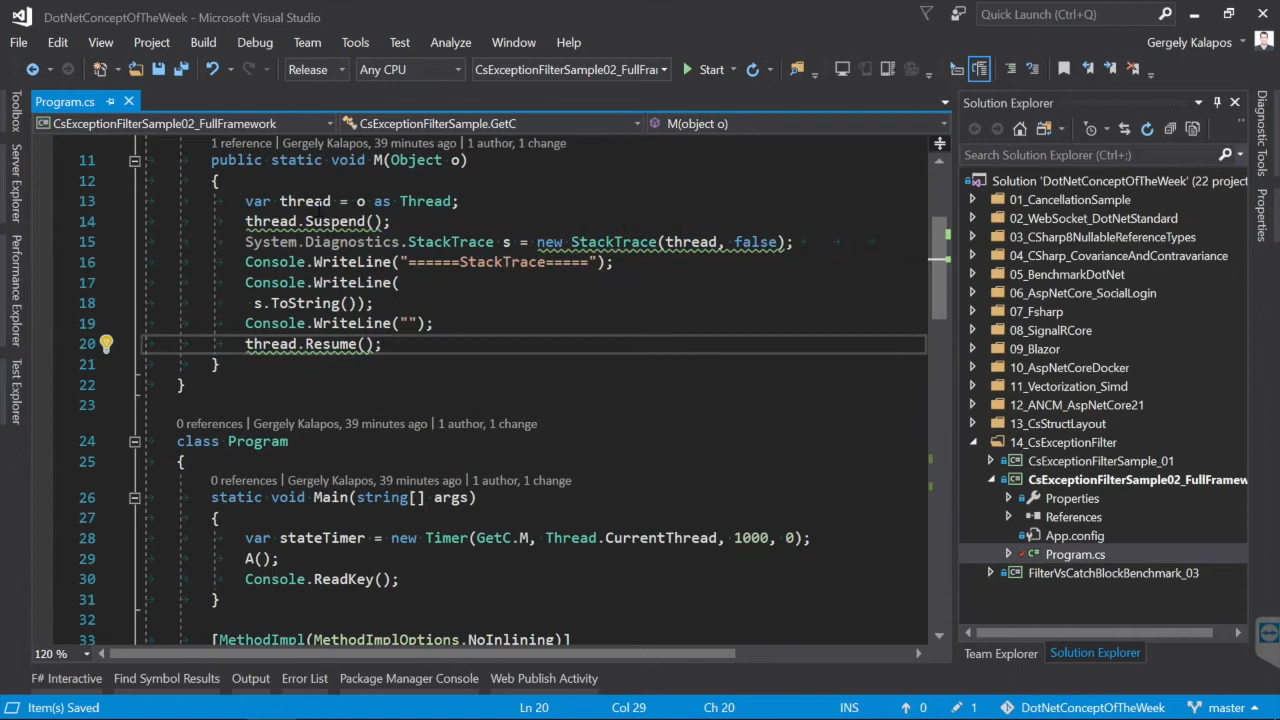 DotNetConceptOfTheWeek - Microsoft Visual Studio
Quick Launch (Ctrl+Q)
File Edit View Project Build Debug Team Tools Test Analyze Window Help
Gergely Kalapos
Release Any CPU CsExceptionFilterSample02_FullFrar Start
Program.cs
CsExceptionFilterSample02_FullFramework CsExceptionFilterSample.GetC M(object o)
1 reference | Gergely Kalapos, 39 minutes ago | 1 author, 1 change
11 public static void M(Object o)
12 {
13 var thread = o as Thread;
14 thread.Suspend();
15 System.Diagnostics.StackTrace s = new StackTrace(thread, false);
16 Console.WriteLine("======StackTrace=====");
17 Console.WriteLine(
18 s.ToString());
19 Console.WriteLine("");
20 thread.Resume();
21 }
22 }
23
0 references | Gergely Kalapos, 39 minutes ago | 1 author, 1 change
24 class Program
25 {
0 references | Gergely Kalapos, 39 minutes ago | 1 author, 1 change
26 static void Main(string[] args)
27 {
28 var stateTimer = new Timer(GetC.M, Thread.CurrentThread, 1000, 0);
29 A();
30 Console.ReadKey();
31 }
32
33 [MethodImpl(MethodImplOptions.NoInlining)]
120 %
Toolbox
Server Explorer
Performance Explorer
Test Explorer
Solution Explorer
Search Solution Explorer (Ctrl+;)
Solution 'DotNetConceptOfTheWeek' (22 project
01_CancellationSample
02_WebSocket_DotNetStandard
03_CSharp8NullableReferenceTypes
04_CSharp_CovarianceAndContravariance
05_BenchmarkDotNet
06_AspNetCore_SocialLogin
07_Fsharp
08_SignalRCore
09_Blazor
10_AspNetCoreDocker
11_Vectorization_Simd
12_ANCM_AspNetCore21
13_CsStructLayout
14_CsExceptionFilter
CsExceptionFilterSample_01
CsExceptionFilterSample02_FullFramew
Properties
References
App.config
Program.cs
FilterVsCatchBlockBenchmark_03
Team Explorer Solution Explorer
Diagnostic Tools
Properties
F# Interactive Find Symbol Results Output Error List Package Manager Console Web Publish Activity
Item(s) Saved Ln 20 Col 29 Ch 20 INS 0 1 DotNetConceptOfTheWeek master